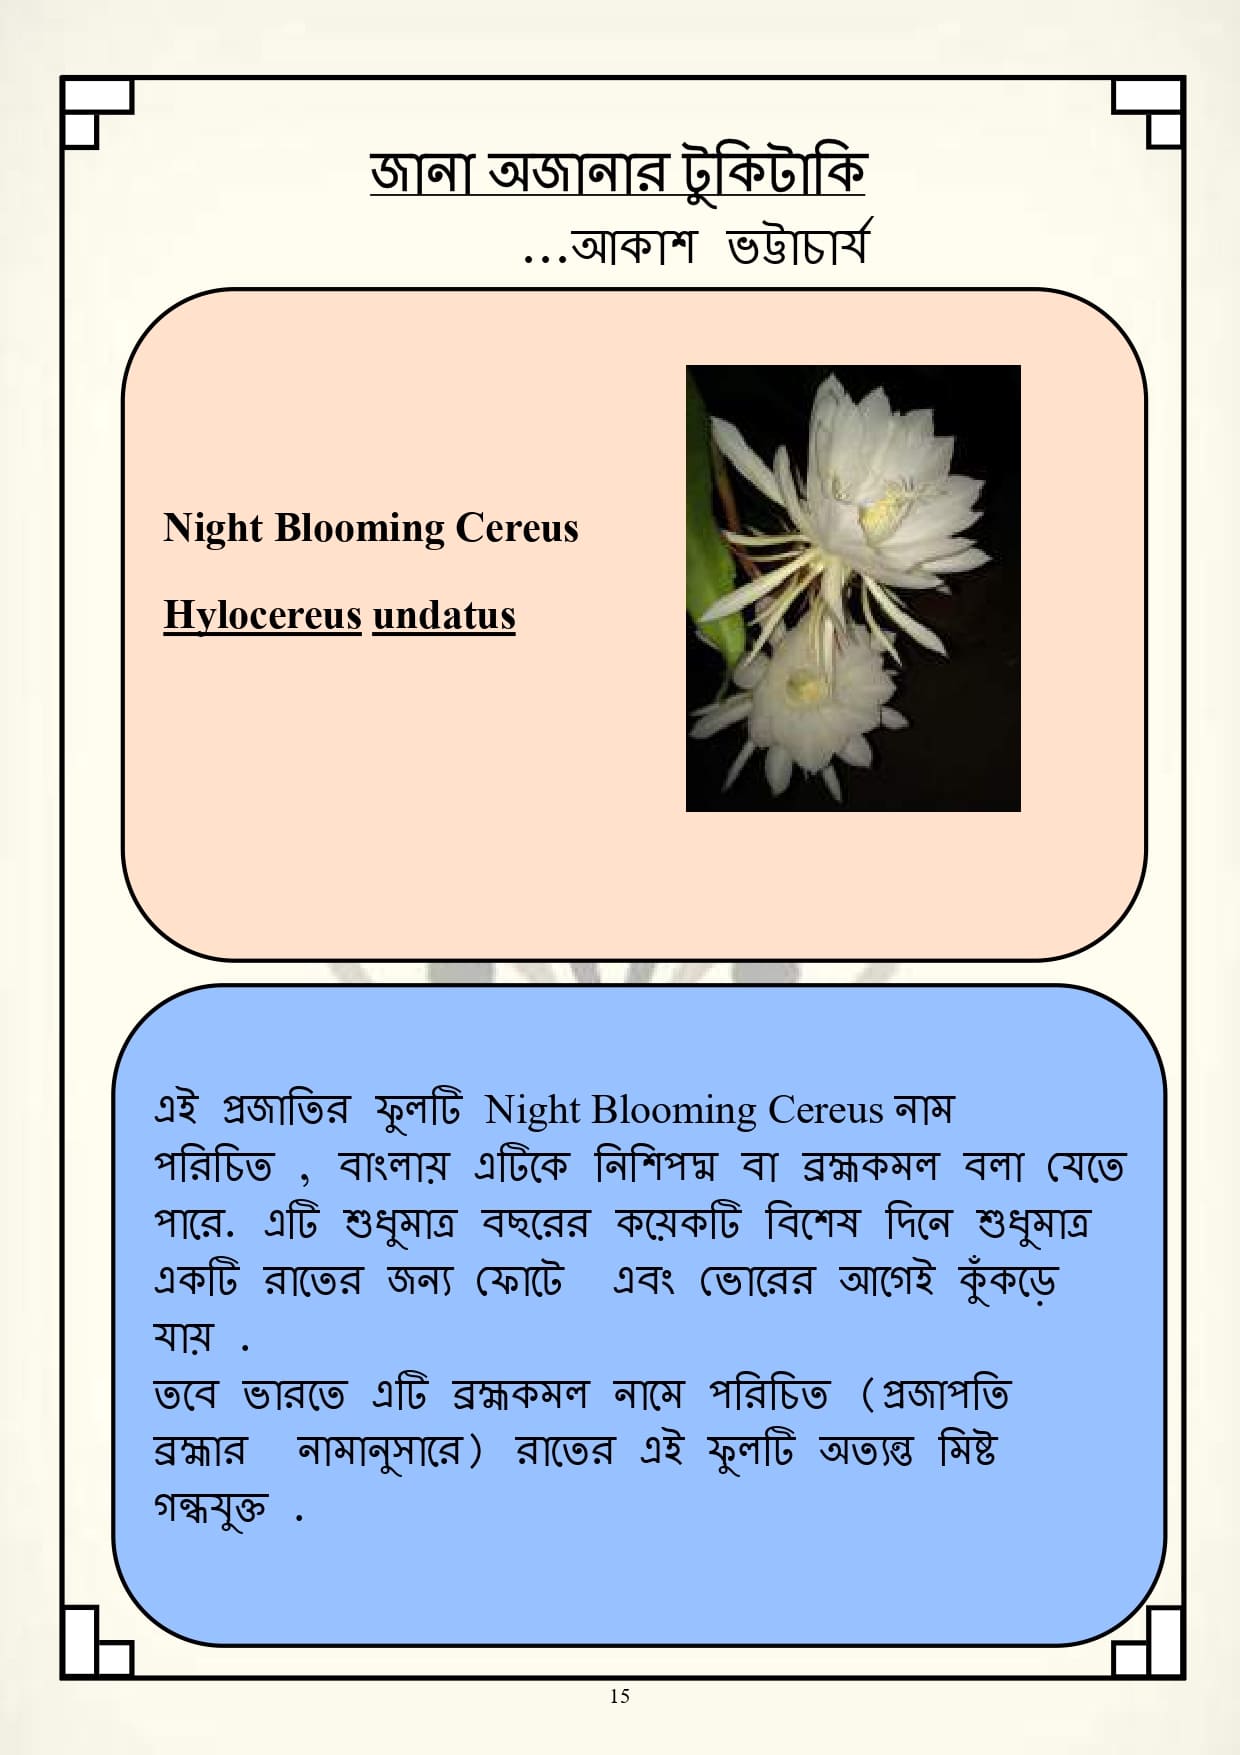 জানা অজানার টুকিটাকি
...আকাশ ভট্টাচার্য
Night Blooming Cereus
Hylocereus undatus
এই প্রজাতির ফুলটি Night Blooming Cereus নাম
পরিচিত , বাংলায় এটিকে নিশিপদ্ম বা ব্রহ্মকমল বলা যেতে
পারে. এটি শুধুমাত্র বছরের কয়েকটি বিশেষ দিনে শুধুমাত্র
একটি রাতের জন্য ফোটে এবং ভোরের আগেই কুঁকড়ে
যায় .
তবে ভারতে এটি ব্রহ্মকমল নামে পরিচিত (প্রজাপতি
ব্রহ্মার নামানুসারে) রাতের এই ফুলটি অত্যন্ত মিষ্ট
গন্ধযুক্ত .
15